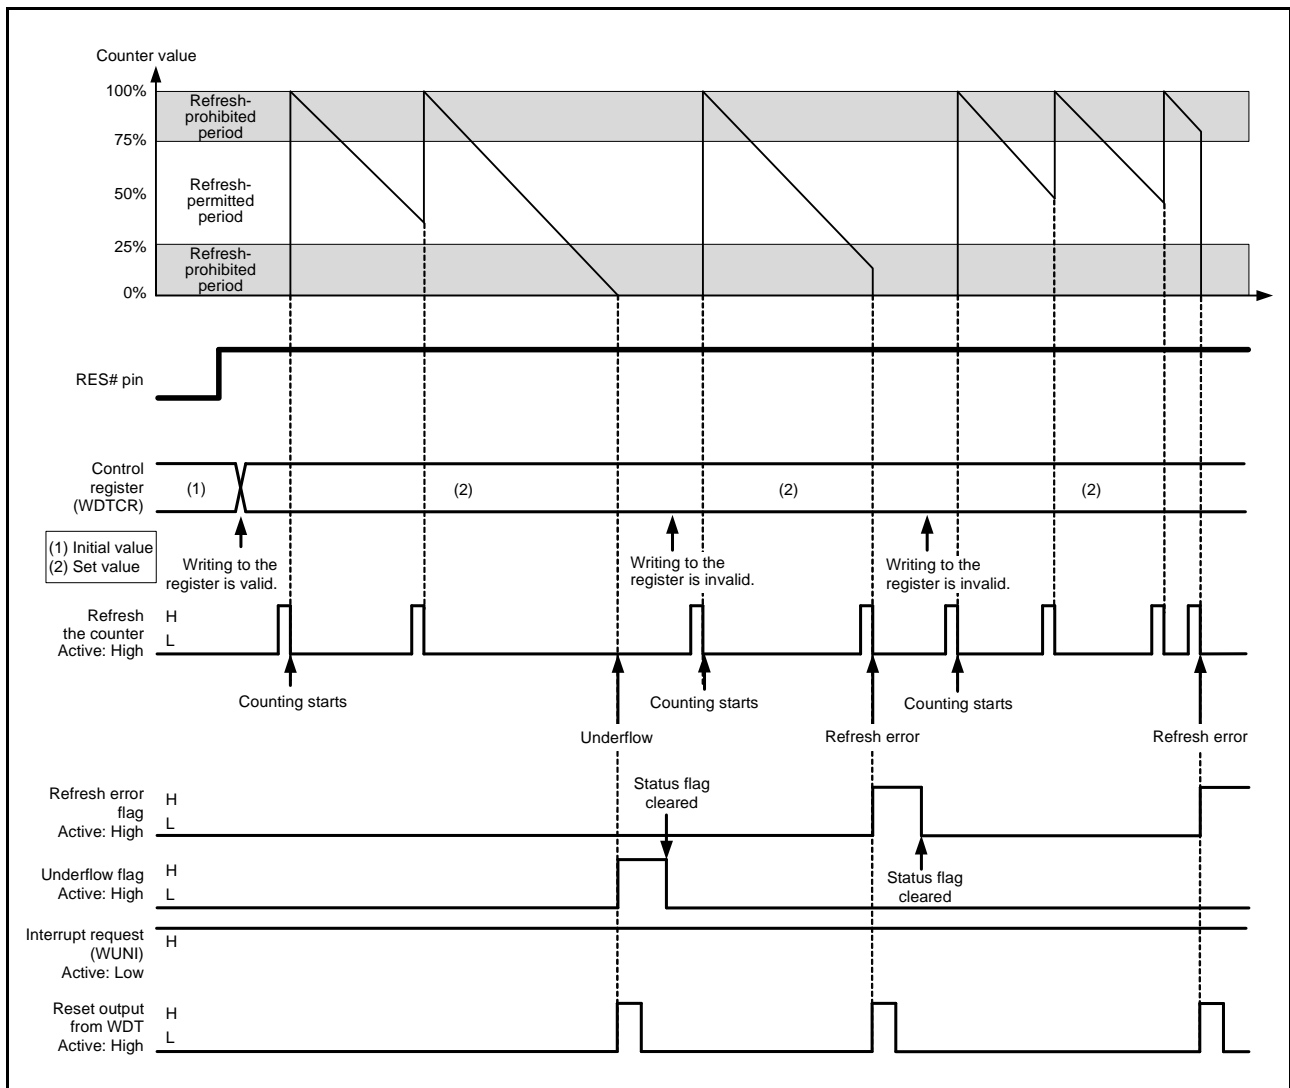 Counter value
100%
Refresh-
prohibited
period
75%
Refresh-
permitted
period
50%
25%
Refresh-
prohibited
period
0%
RES# pin
Control
register
(WDTCR)
(1)
(2)
(2)
(2)
(1) Initial value
(2) Set value
Writing to the
register is valid.
Writing to the
register is invalid.
Writing to the
register is invalid.
Refresh
the counter
Active: High
H
L
Counting starts
Counting starts
Counting starts
Underflow
Refresh error
Refresh error
Refresh error
flag
Active: High
H
L
Status flag
cleared
Underflow flag
Active: High
H
L
Status flag
cleared
Interrupt request
(WUNI)
Active: Low
H
Reset output
from WDT
Active: High
H
L